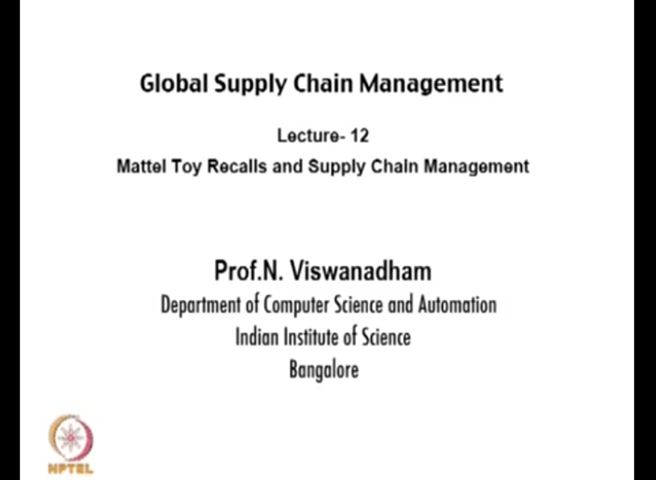 Global Supply Chain Management
Lecture- 12
Mattel Toy Recalls and Supply Chain Management
Prof.N. Viswanadham
Department of Computer Science and Automation
Indian Institute of Science
Bangalore
NPTEL